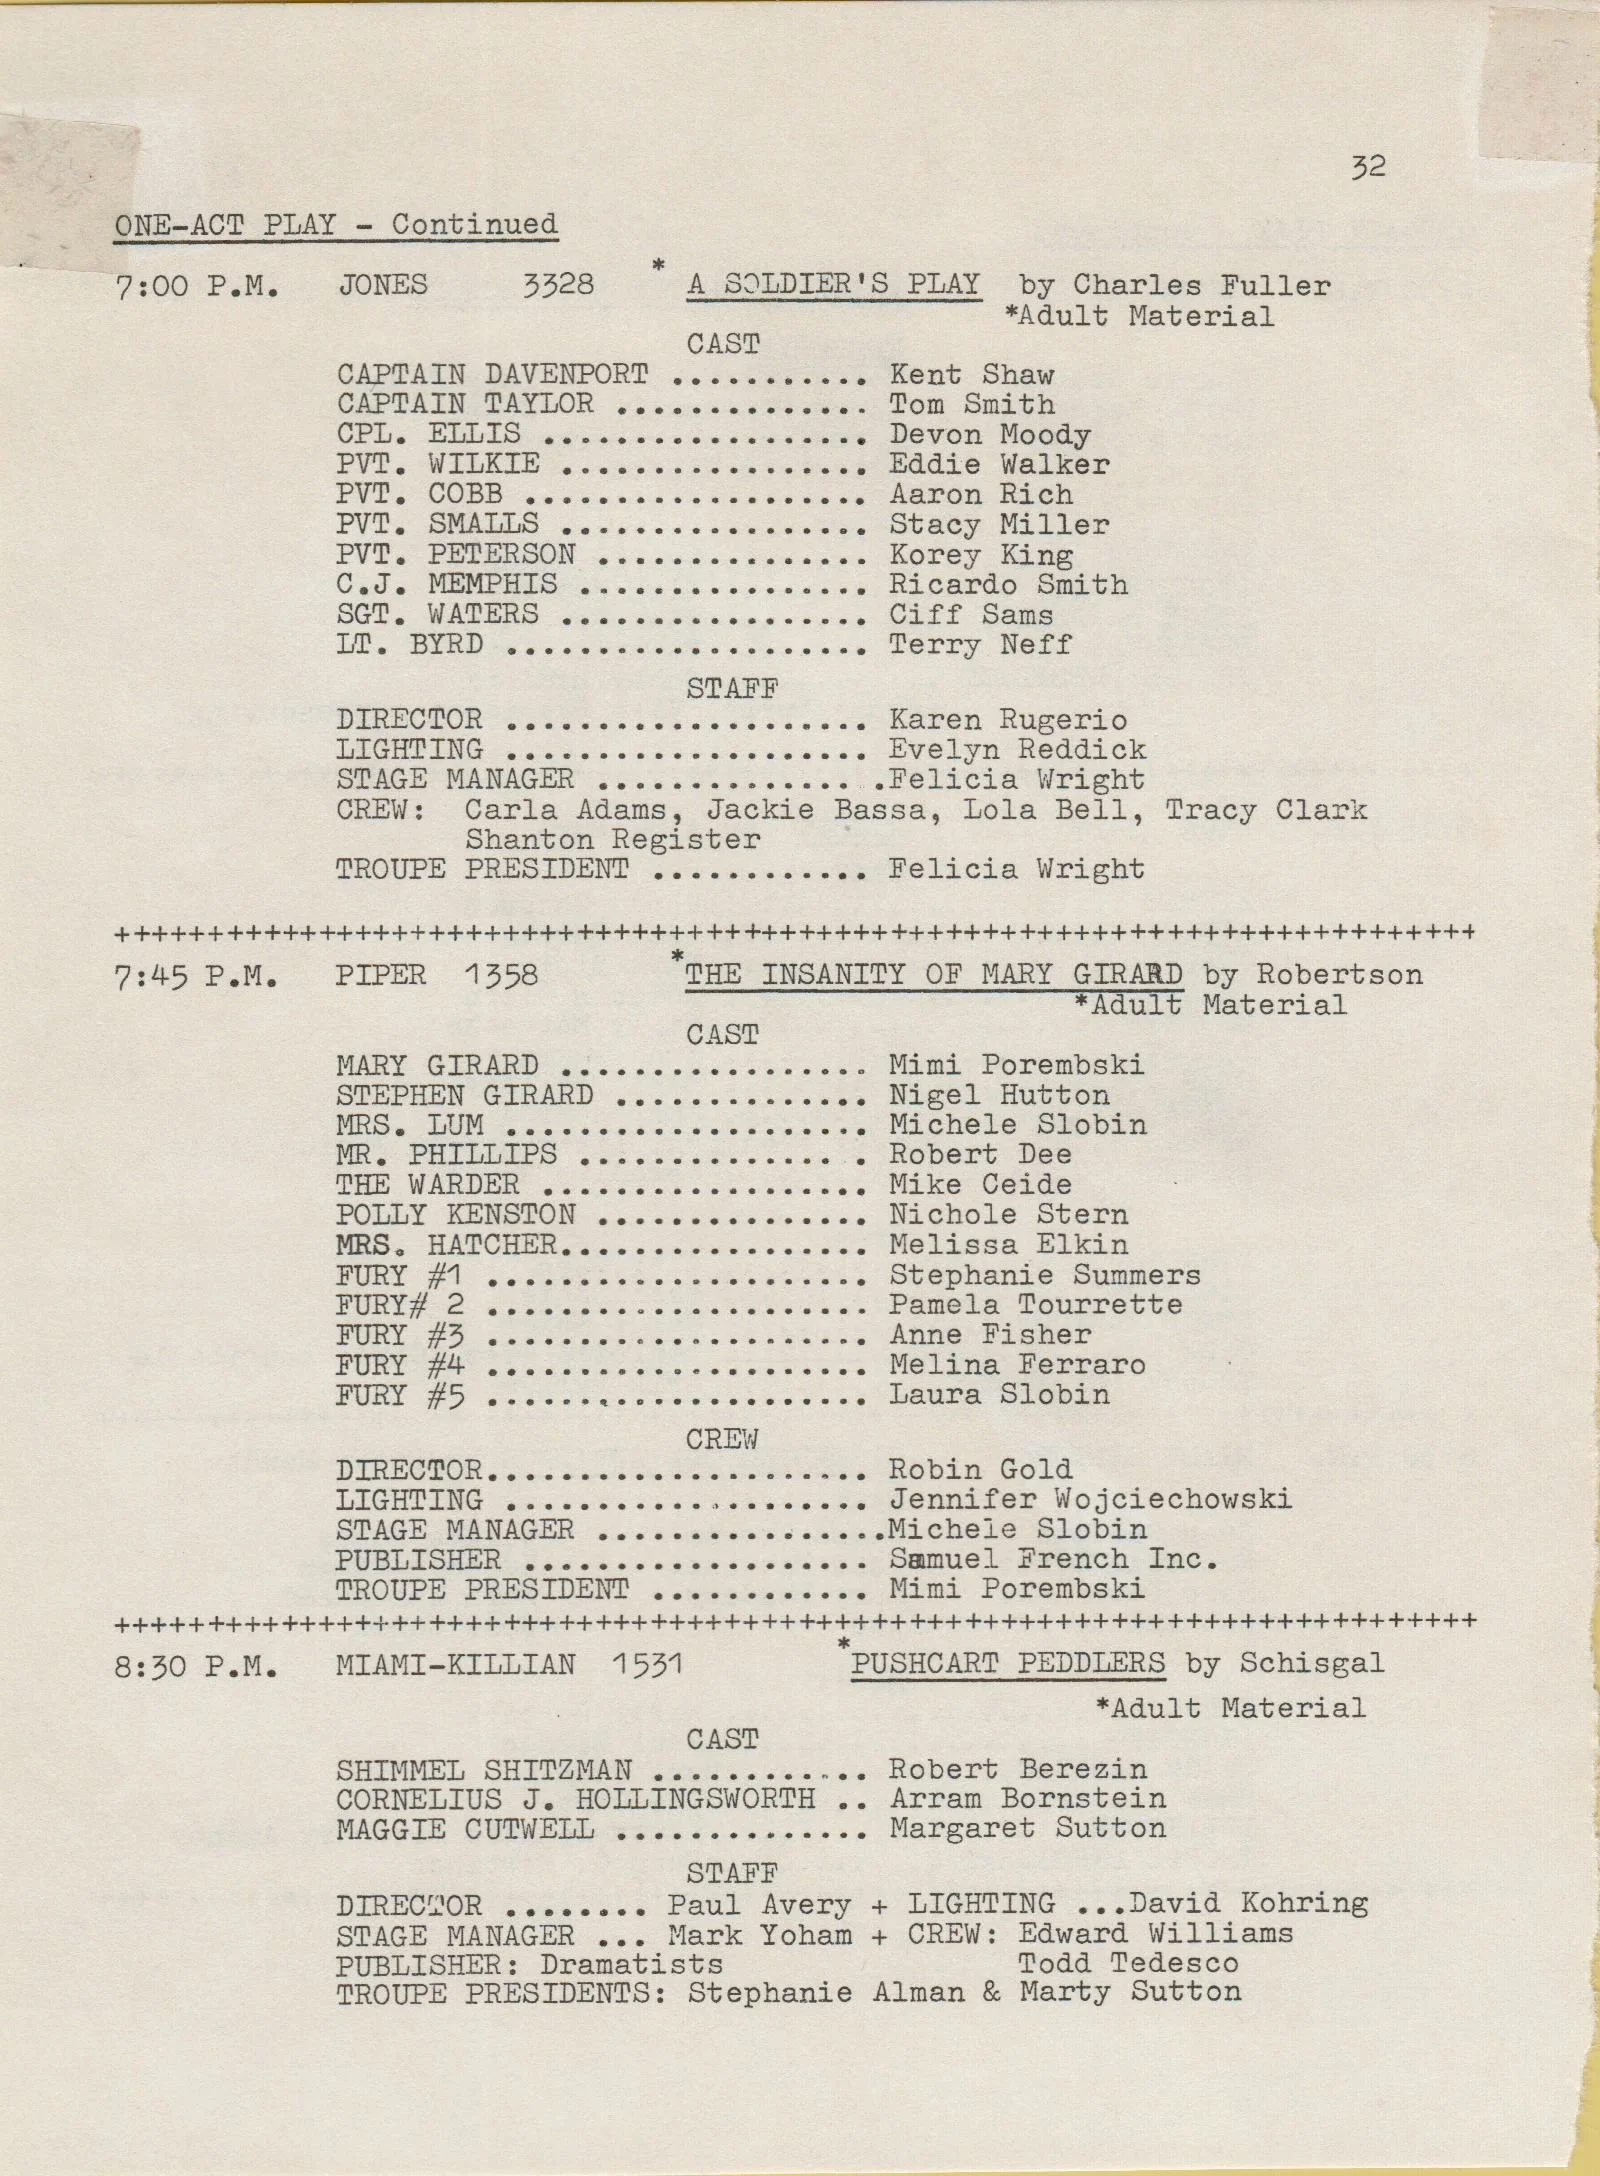 32
ONE-ACT PLAY - Continued
7:00 P.M. JONES 3328 * A SOLDIER'S PLAY by Charles Fuller
*Adult Material
CAST
CAPTAIN DAVENPORT ........... Kent Shaw
CAPTAIN TAYLOR .............. Tom Smith
CPL. ELLIS .................. Devon Moody
PVT. WILKIE ................. Eddie Walker
PVT. COBB ................... Aaron Rich
PVT. SMALLS ................. Stacy Miller
PVT. PETERSON ............... Korey King
C.J. MEMPHIS ................ Ricardo Smith
SGT. WATERS ................. Ciff Sams
LT. BYRD .................... Terry Neff
STAFF
DIRECTOR .................... Karen Rugerio
LIGHTING .................... Evelyn Reddick
STAGE MANAGER .............. .Felicia Wright
CREW: Carla Adams, Jackie Bassa, Lola Bell, Tracy Clark
Shanton Register
TROUPE PRESIDENT ............ Felicia Wright
++++++++++++++++++++++++++++++++++++++++++++++++++++++++++++++++++++++++++
7:45 P.M. PIPER 1358 *THE INSANITY OF MARY GIRARD by Robertson
*Adult Material
CAST
MARY GIRARD ................. Mimi Porembski
STEPHEN GIRARD .............. Nigel Hutton
MRS. LUM .................... Michele Slobin
MR. PHILLIPS .............. . Robert Dee
THE WARDER .................. Mike Ceide
POLLY KENSTON ............... Nichole Stern
MRS. HATCHER................. Melissa Elkin
FURY #1 ..................... Stephanie Summers
FURY# 2 ..................... Pamela Tourrette
FURY #3 ..................... Anne Fisher
FURY #4 ..................... Melina Ferraro
FURY #5 ..................... Laura Slobin
CREW
DIRECTOR..................... Robin Gold
LIGHTING .................... Jennifer Wojciechowski
STAGE MANAGER ................Michele Slobin
PUBLISHER ................... Samuel French Inc.
TROUPE PRESIDENT ............ Mimi Porembski
++++++++++++++++++++++++++++++++++++++++++++++++++++++++++++++++++++++++++
8:30 P.M. MIAMI-KILLIAN 1531 *PUSHCART PEDDLERS by Schisgal
*Adult Material
CAST
SHIMMEL SHITZMAN ............ Robert Berezin
CORNELIUS J. HOLLINGSWORTH .. Arram Bornstein
MAGGIE CUTWELL .............. Margaret Sutton
STAFF
DIRECTOR ........ Paul Avery + LIGHTING ...David Kohring
STAGE MANAGER ... Mark Yoham + CREW: Edward Williams
PUBLISHER: Dramatists Todd Tedesco
TROUPE PRESIDENTS: Stephanie Alman & Marty Sutton